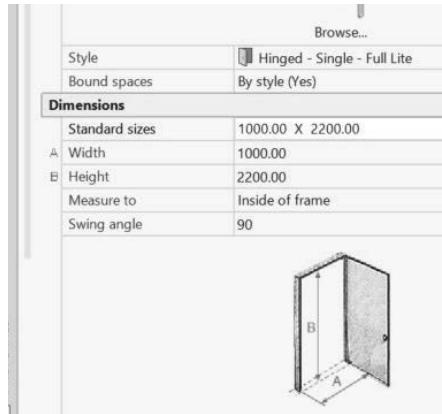 Browse...
Style Hinged - Single - Full Lite
Bound spaces By style (Yes)
Dimensions
Standard sizes 1000.00 X 2200.00
A Width 1000.00
B Height 2200.00
Measure to Inside of frame
Swing angle 90
B
A